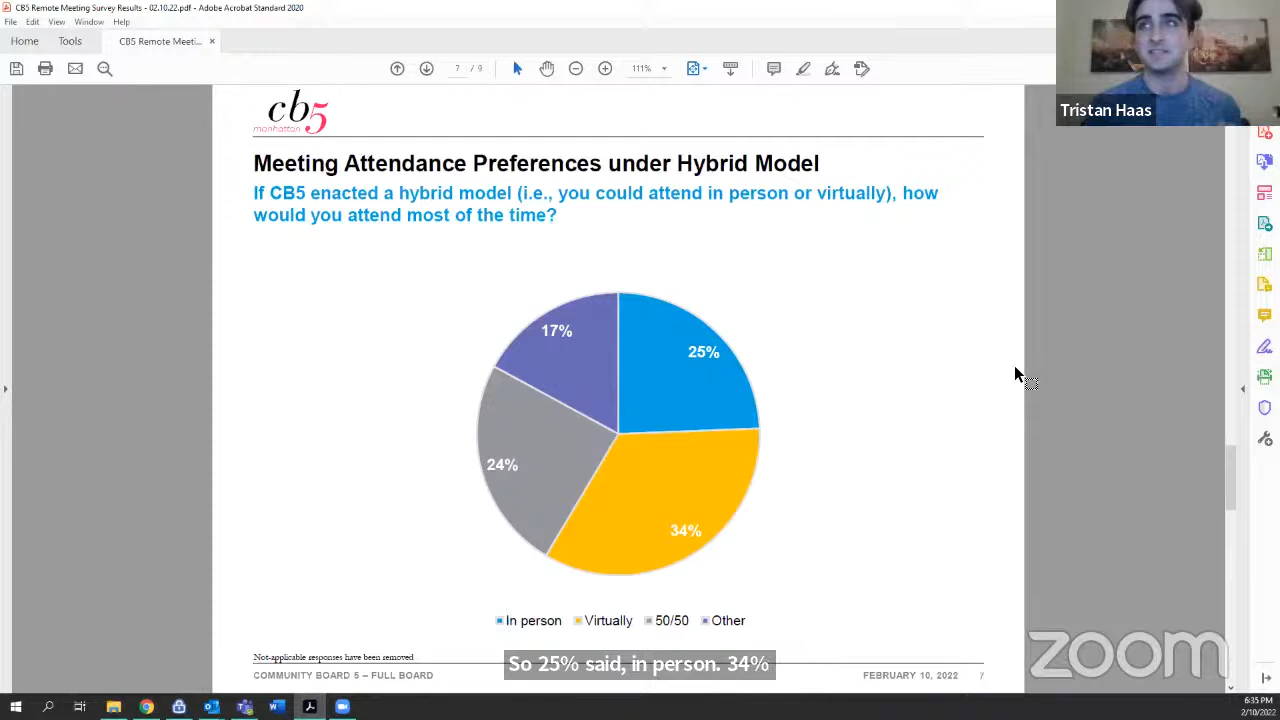 CB5 Remote Meeting Survey Results - 02.10.22.pdf - Adobe Acrobat Standard 2020
File Edit View Window Help
Home Tools CB5 Remote Meeti... ×
7 / 9 111%
Tristan Haas
cb5
manhattan
Meeting Attendance Preferences under Hybrid Model
If CB5 enacted a hybrid model (i.e., you could attend in person or virtually), how
would you attend most of the time?
17%
25%
24%
34%
In person Virtually 50/50 Other
Not-applicable responses have been removed
So 25% said, in person. 34%
COMMUNITY BOARD 5 – FULL BOARD FEBRUARY 10, 2022 7
zoom
6:35 PM
2/10/2022